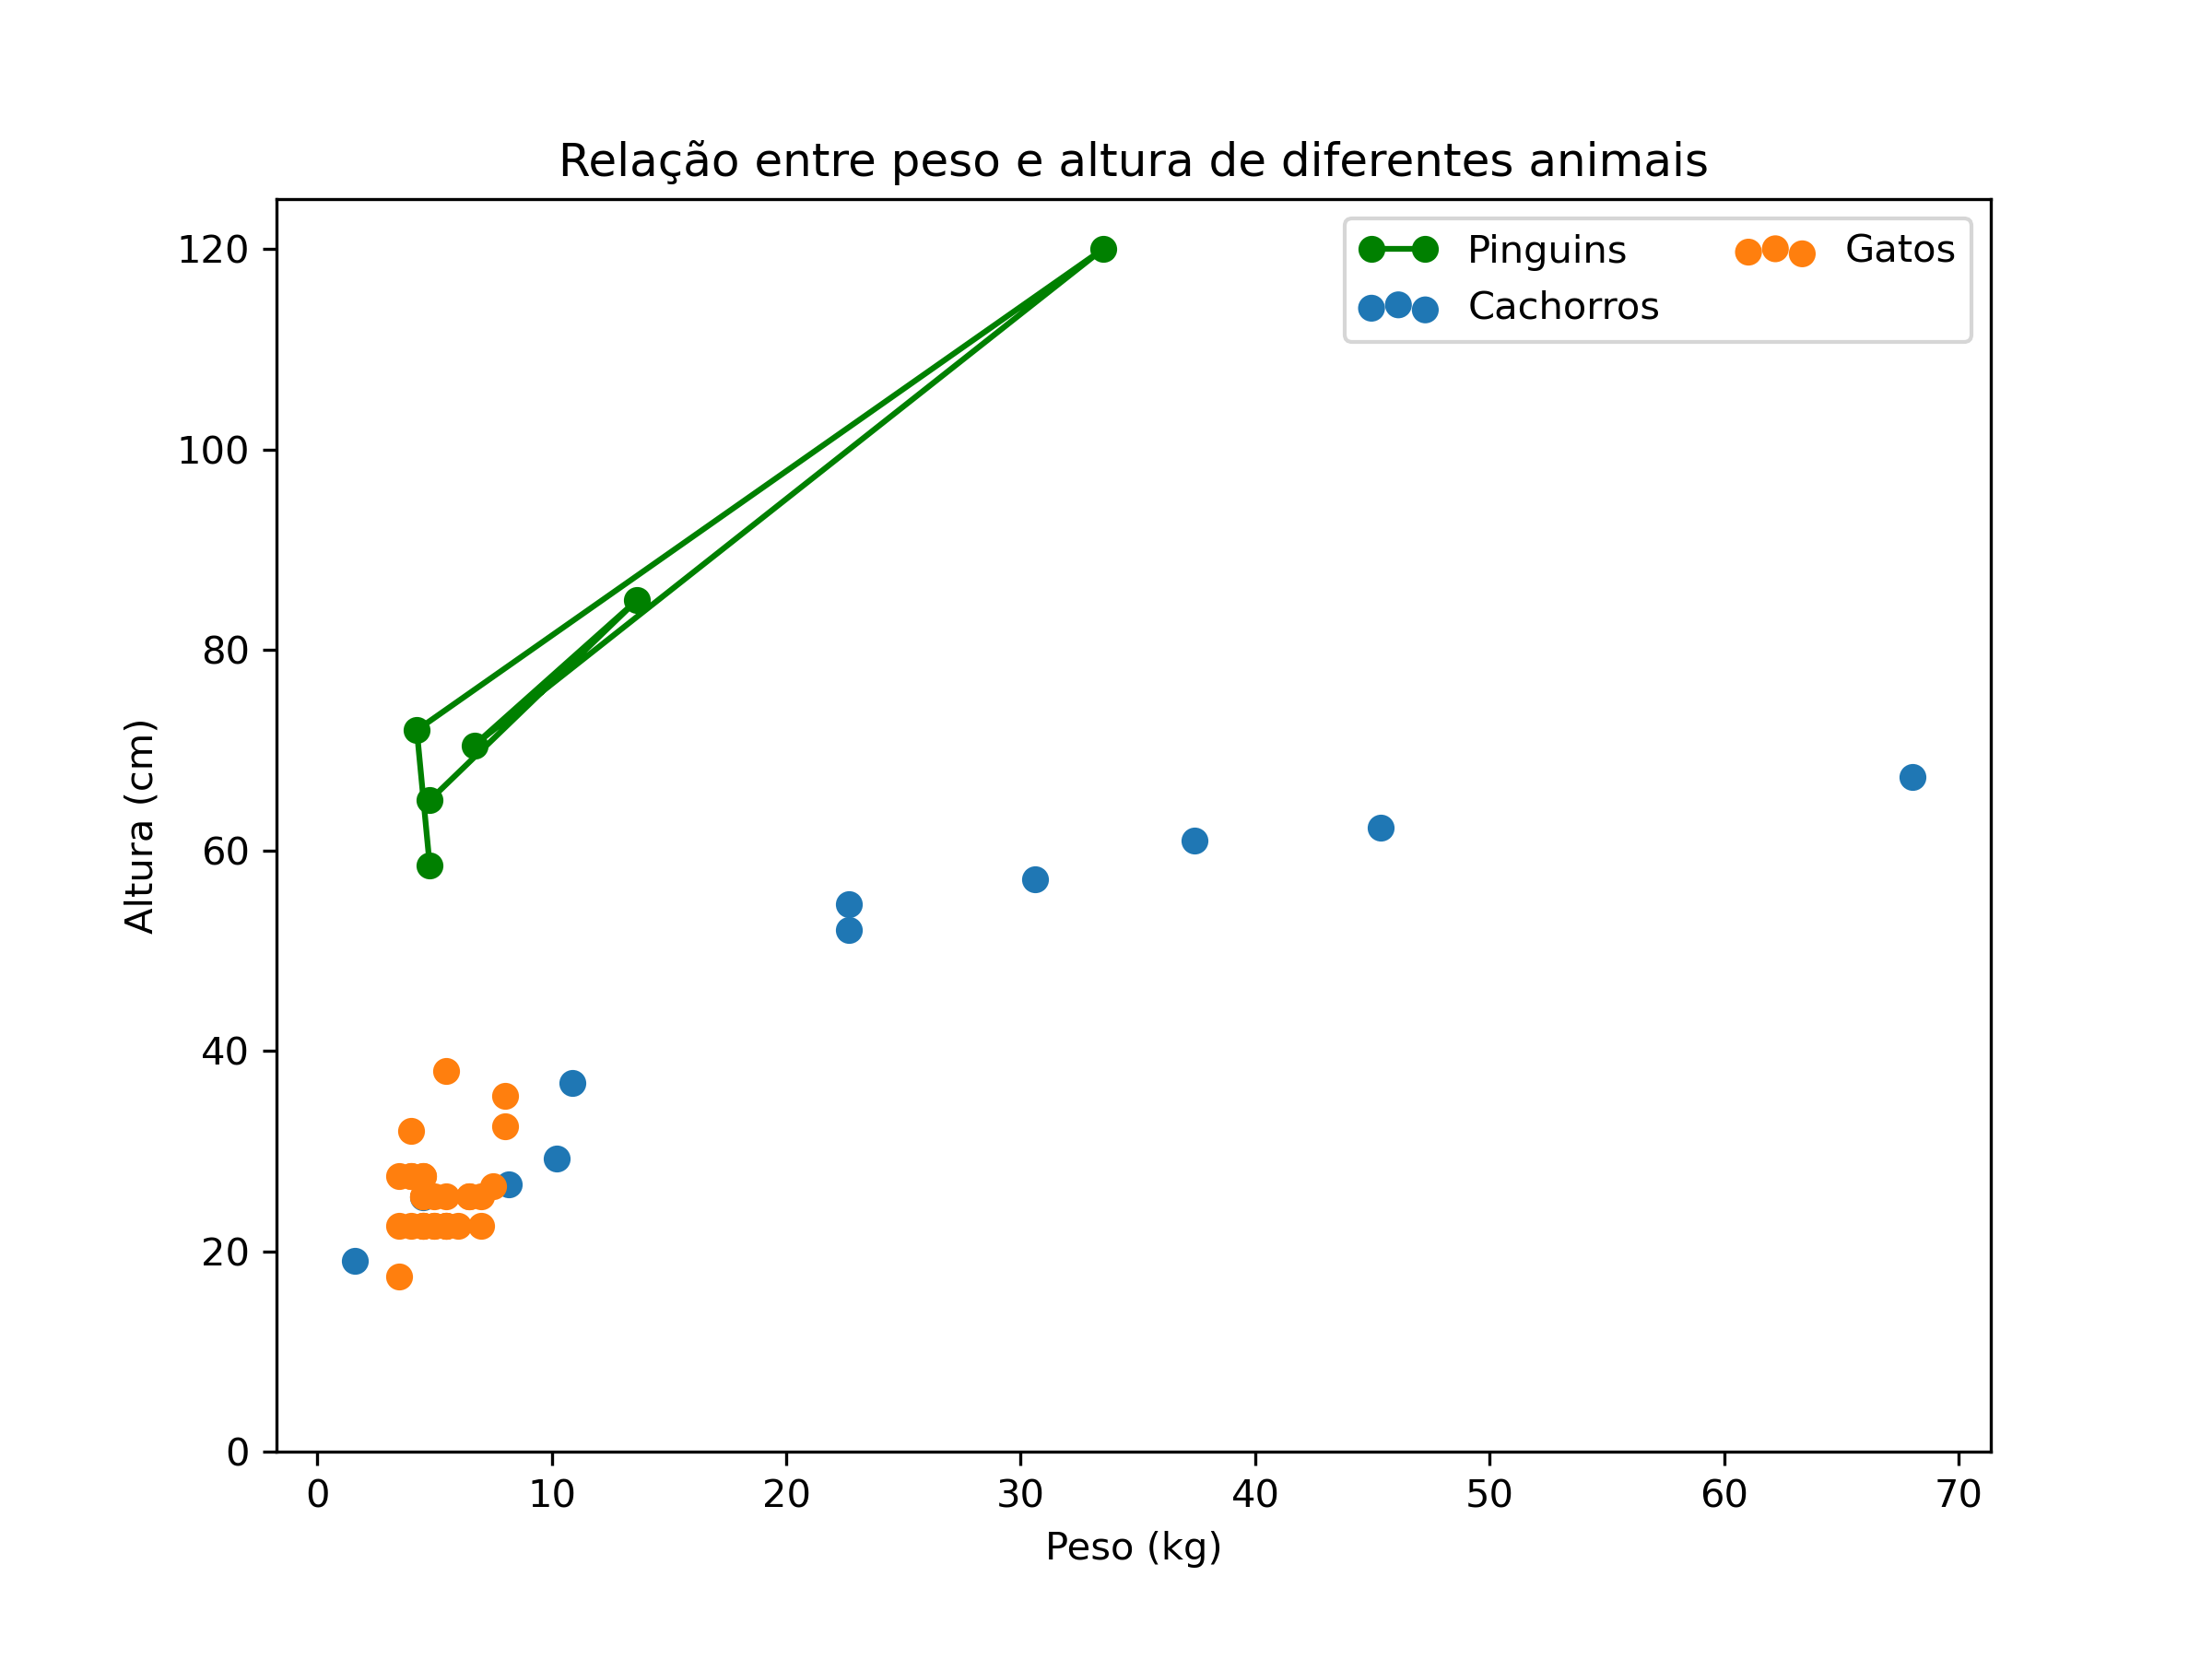 Relação entre peso e altura de diferentes animais
Pinguins
Cachorros
Gatos
120
100
80
60
40
20
0
Altura (cm)
0 10 20 30 40 50 60 70
Peso (kg)